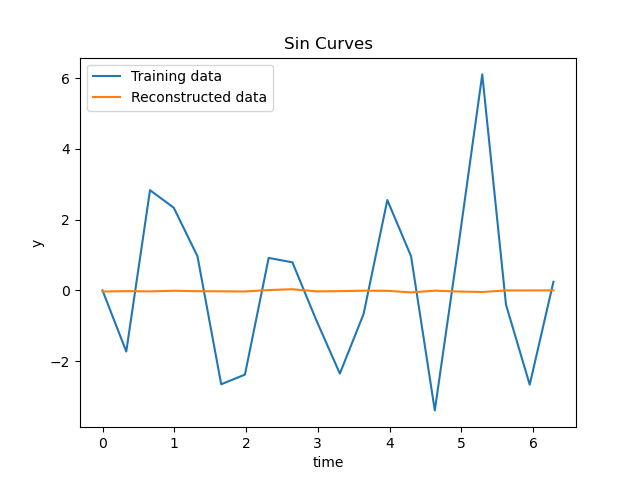 Sin Curves
Training data
Reconstructed data
y
6
4
2
0
−2
0 1 2 3 4 5 6
time